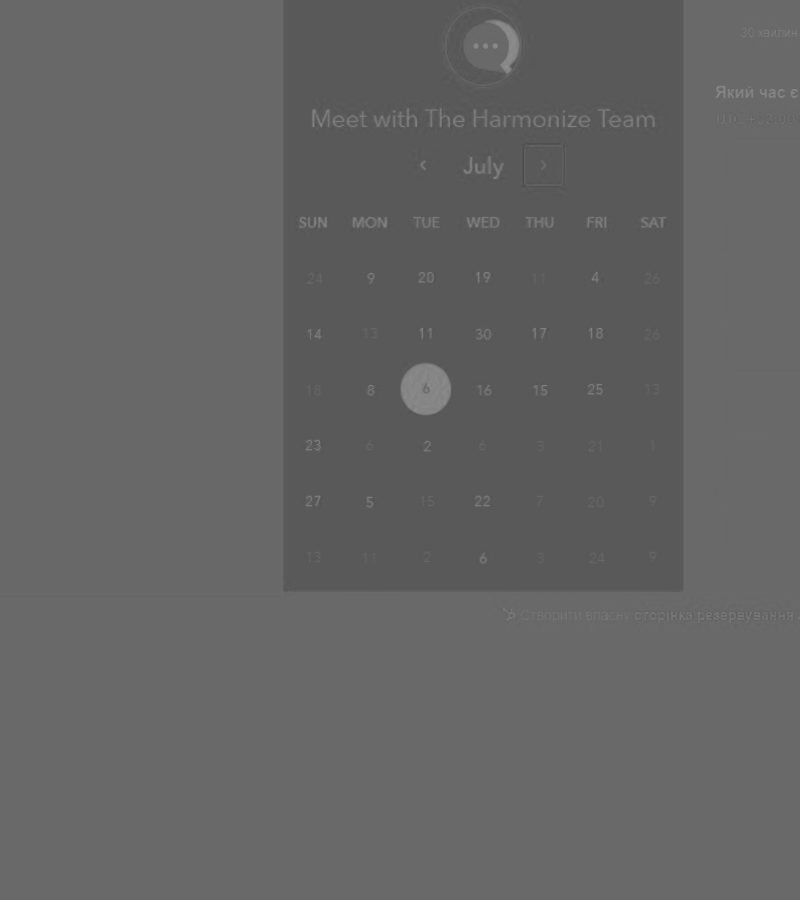 30 хвилин
Meet with The Harmonize Team
Який час є
July
SUN MON TUE WED THU FRI SAT
24 9 20 19 11 4 26
14 13 11 30 17 18 26
18 8 6 16 15 25 13
23 6 2 6 3 21 1
27 5 15 22 7 20 9
13 11 2 6 3 24 9
Створити власну сторінка резервування